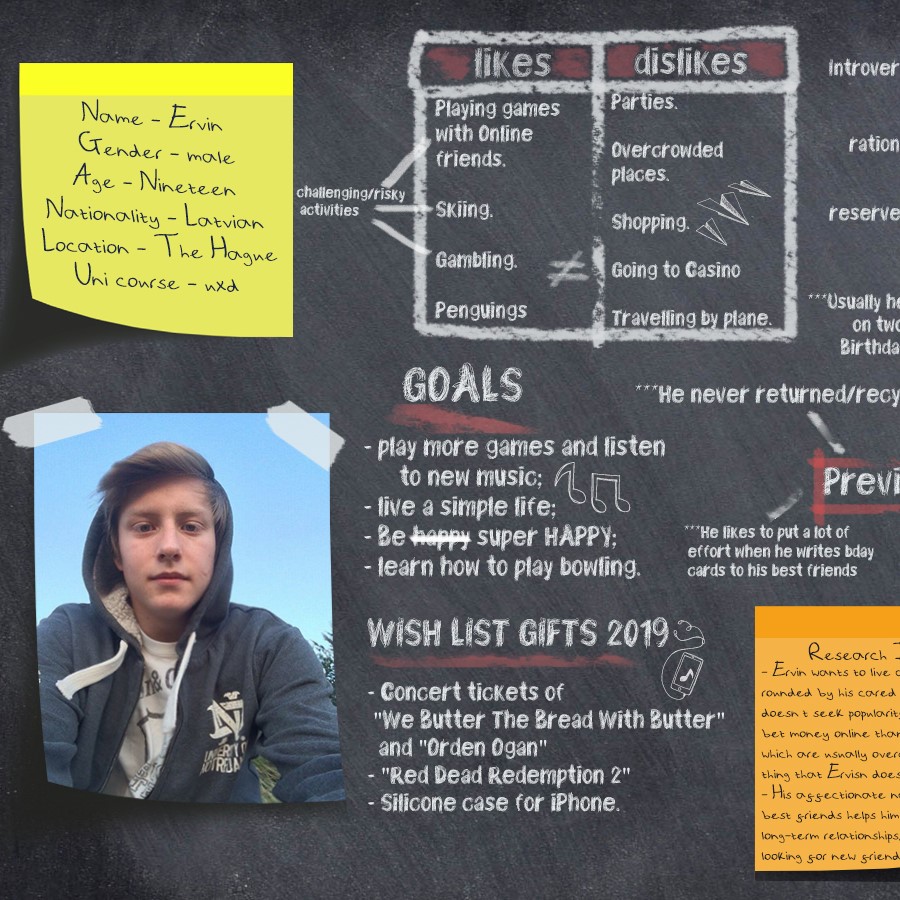 Name - Ervin
Gender - male
Age - Nineteen
Nationality - Latvian
Location - The Hague
Uni course - uxd
likes
Playing games
with Online
friends.
Skiing.
Gambling.
Penguings
challenging/risky
activities
≠
dislikes
Parties.
Overcrowded
places.
Shopping.
Going to Casino
Travelling by plane.
introver
ration
reserve
***Usually he
on two
Birthda
GOALS
- play more games and listen
to new music;
- live a simple life;
- Be happy super HAPPY;
- learn how to play bowling.
***He never returned/recy
Previ
***He likes to put a lot of
effort when he writes bday
cards to his best friends
WISH LIST GIFTS 2019
- Concert tickets of
"We Butter The Bread With Butter"
and "Orden Ogan"
- "Red Dead Redemption 2"
- Silicone case for iPhone.
Research
- Ervin wants to live
rounded by his cared
doesn t seek popularity
bet money online than
which are usually over
thing that Ervisn does
- His affectionate
best friends helps him
long-term relationships,
looking for new friend